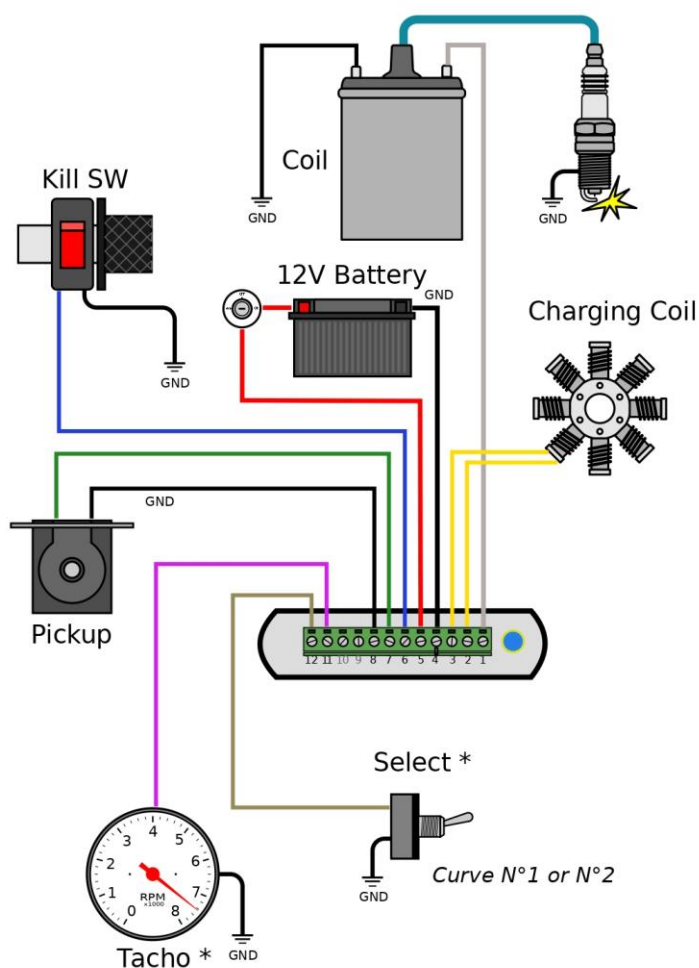 Coil
GND
GND
Kill SW
GND
12V Battery
GND
Charging Coil
GND
Pickup
12 11 10 9 8 7 6 5 4 3 2 1
Select *
Curve N°1 or N°2
GND
0 1 2 3 4 5 6 7 8
RPM
x1000
GND
Tacho *